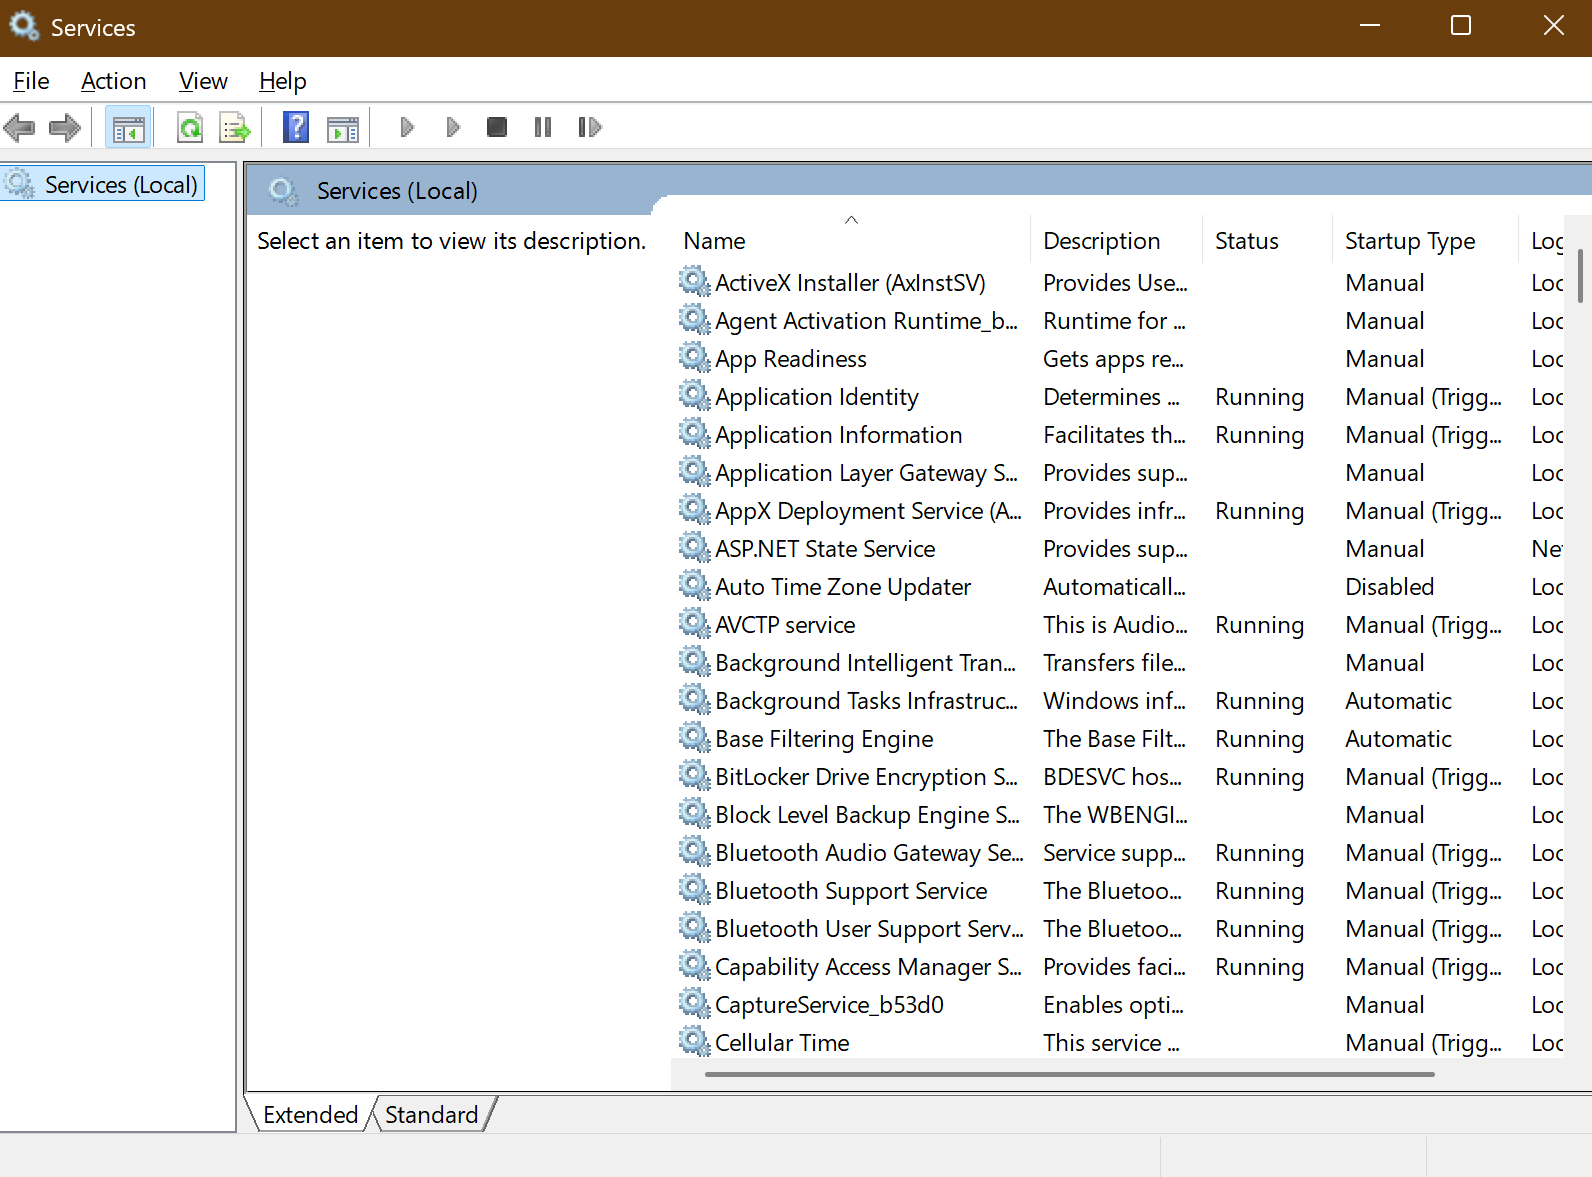 Services
File Action View Help
Services (Local)
Services (Local)
Select an item to view its description.
Name Description Status Startup Type Log
ActiveX Installer (AxInstSV) Provides Use... Manual Loc
Agent Activation Runtime_b... Runtime for ... Manual Loc
App Readiness Gets apps re... Manual Loc
Application Identity Determines ... Running Manual (Trigg... Loc
Application Information Facilitates th... Running Manual (Trigg... Loc
Application Layer Gateway S... Provides sup... Manual Loc
AppX Deployment Service (A... Provides infr... Running Manual (Trigg... Loc
ASP.NET State Service Provides sup... Manual Net
Auto Time Zone Updater Automaticall... Disabled Loc
AVCTP service This is Audio... Running Manual (Trigg... Loc
Background Intelligent Tran... Transfers file... Manual Loc
Background Tasks Infrastruc... Windows inf... Running Automatic Loc
Base Filtering Engine The Base Filt... Running Automatic Loc
BitLocker Drive Encryption S... BDESVC hos... Running Manual (Trigg... Loc
Block Level Backup Engine S... The WBENGI... Manual Loc
Bluetooth Audio Gateway Se... Service supp... Running Manual (Trigg... Loc
Bluetooth Support Service The Bluetoo... Running Manual (Trigg... Loc
Bluetooth User Support Serv... The Bluetoo... Running Manual (Trigg... Loc
Capability Access Manager S... Provides faci... Running Manual (Trigg... Loc
CaptureService_b53d0 Enables opti... Manual Loc
Cellular Time This service ... Manual (Trigg... Loc
Extended Standard